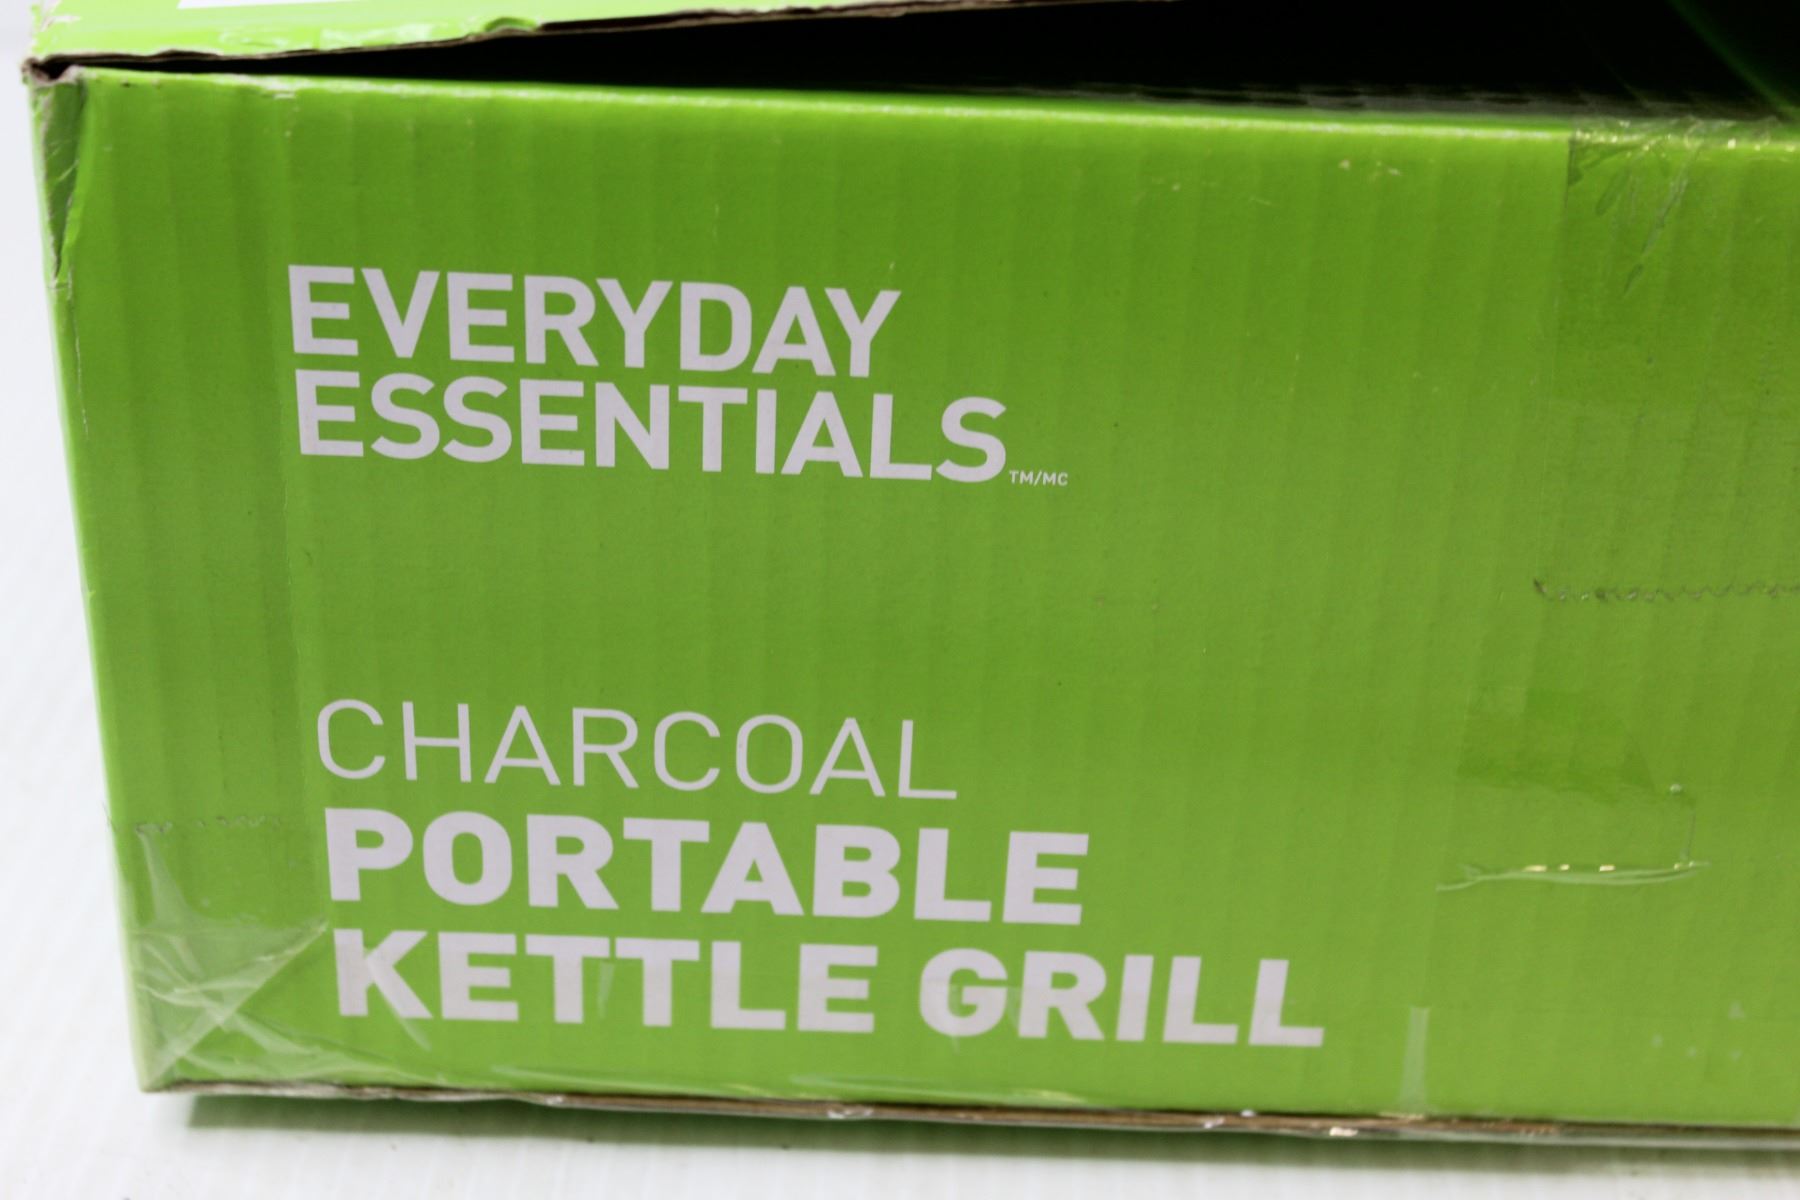 EVERYDAY
ESSENTIALS TM/MC
CHARCOAL
PORTABLE
KETTLE GRILL